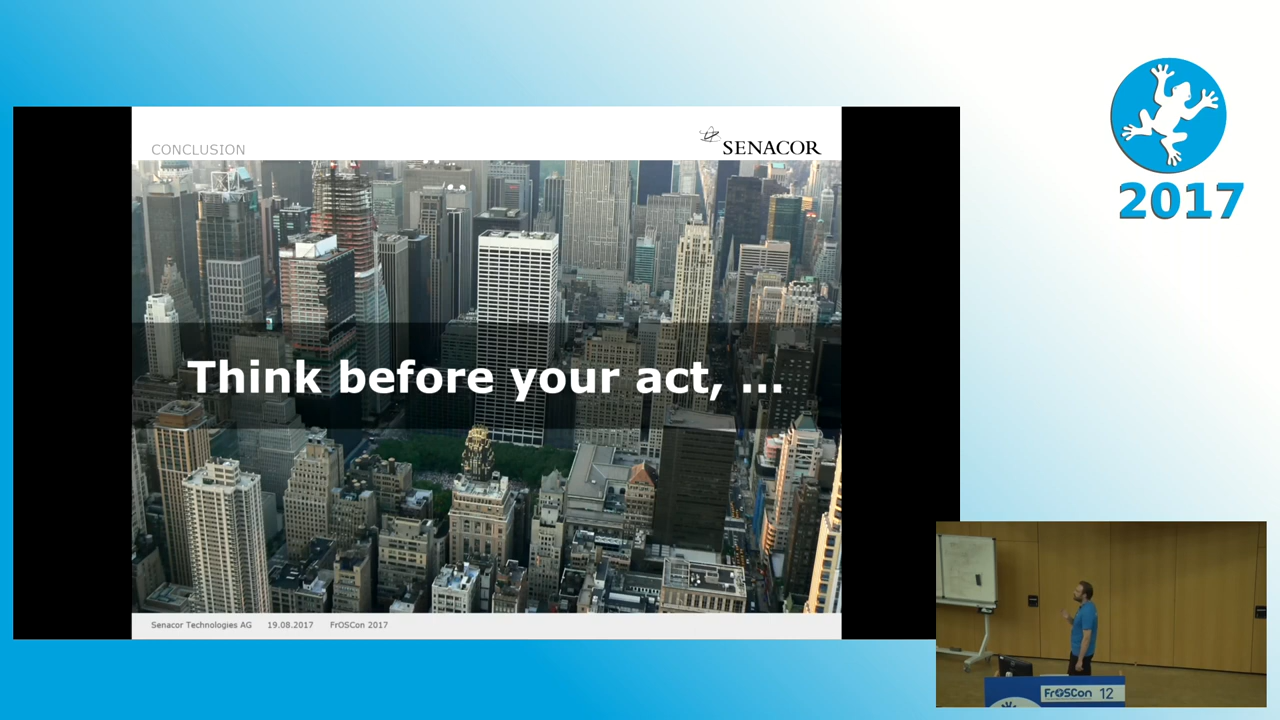 CONCLUSION
SENACOR
Think before your act, ...
Senacor Technologies AG 19.08.2017 FrOSCon 2017
2017
FrOSCon 12